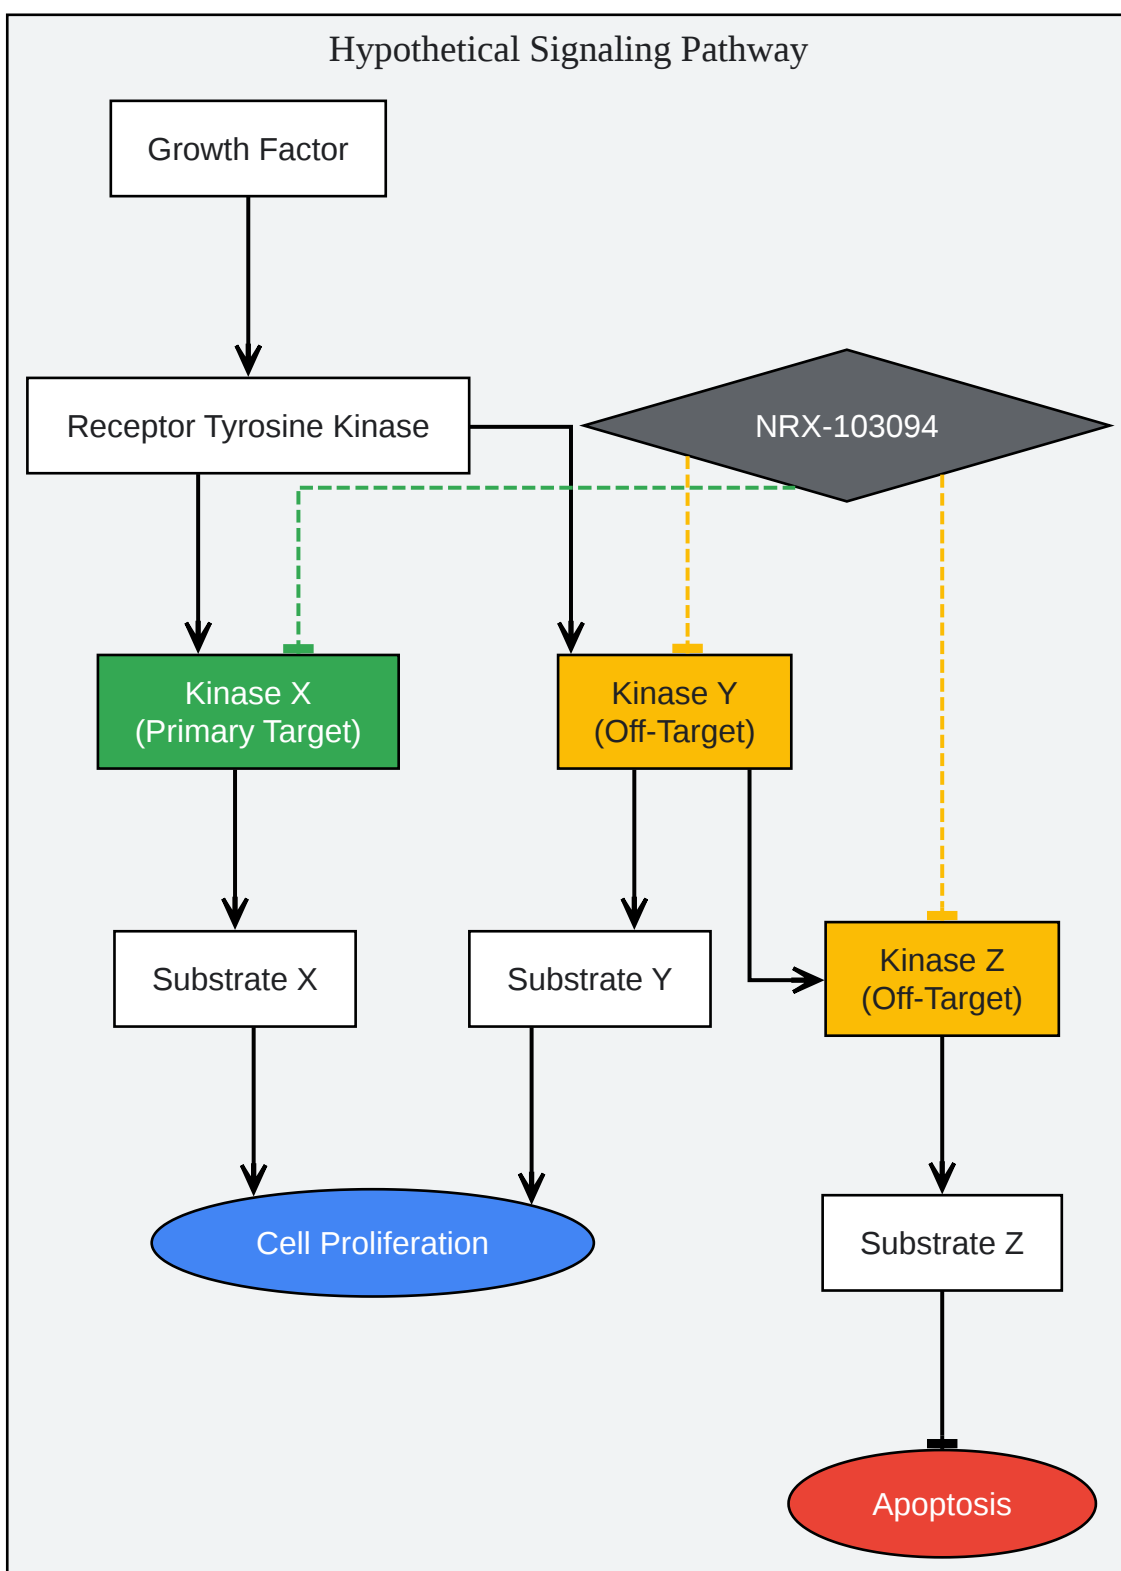 Hypothetical Signaling Pathway
Growth Factor
Receptor Tyrosine Kinase
NRX-103094
Kinase X
(Primary Target)
Kinase Y
(Off-Target)
Substrate X
Substrate Y
Kinase Z
(Off-Target)
Cell Proliferation
Substrate Z
Apoptosis